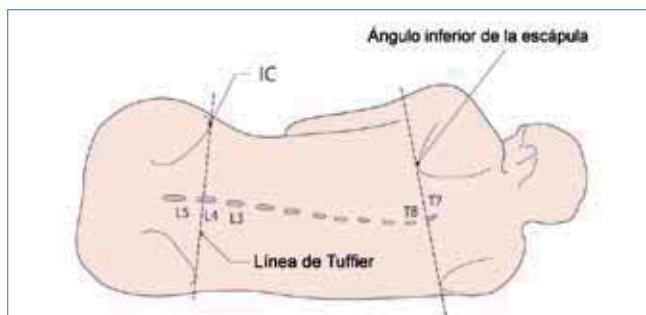 Ángulo inferior de la escápula
IC
T7
T8
L5 L4 L3
Línea de Tuffier